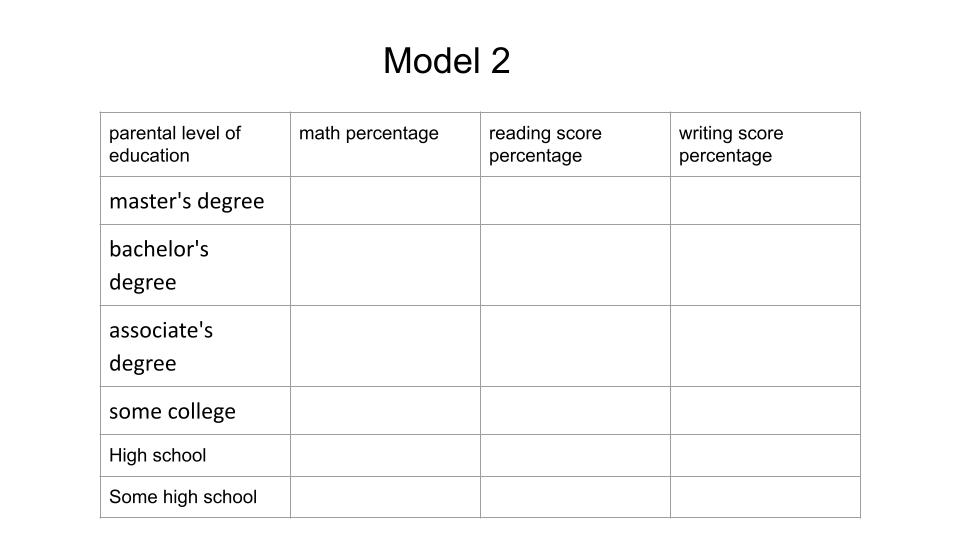 Model 2
parental level of
education
math percentage
reading score
percentage
writing score
percentage
master's degree
bachelor's
degree
associate's
degree
some college
High school
Some high school